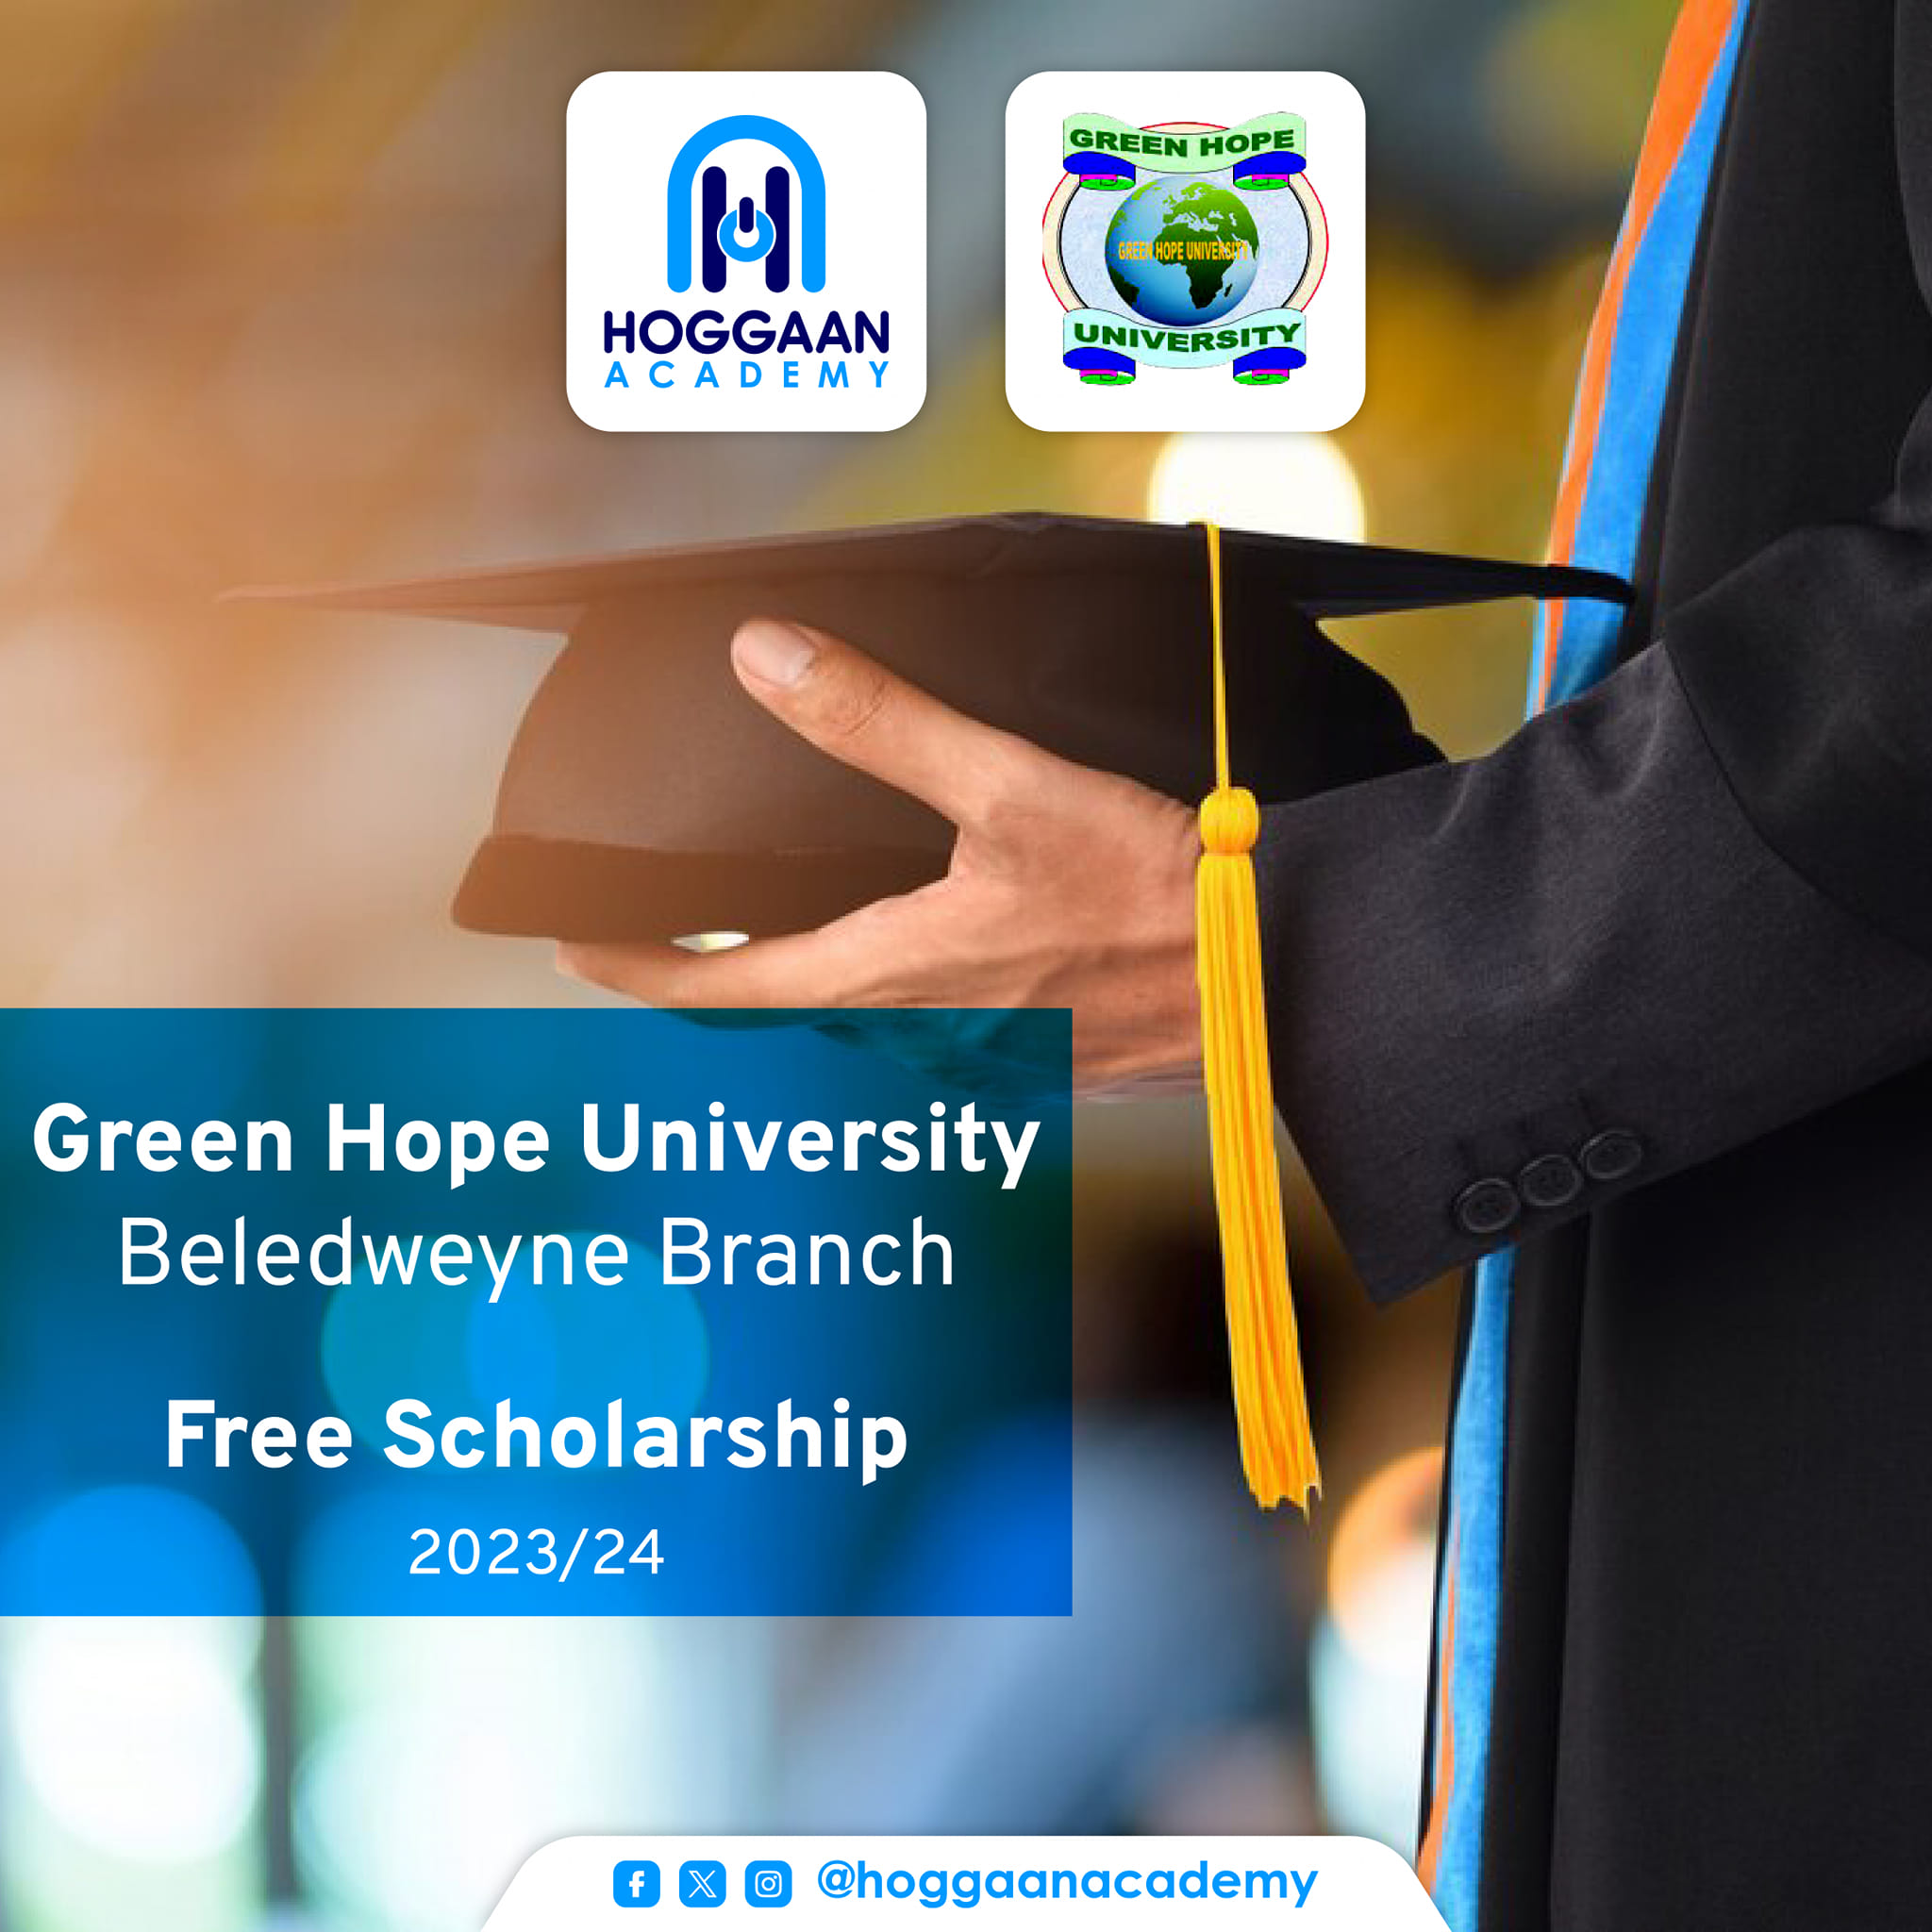 HOGGAAN
ACADEMY
GREEN HOPE
GREEN HOPE UNIVERSITY
UNIVERSITY
Green Hope University
Beledweyne Branch
Free Scholarship
2023/24
@hoggaanacademy